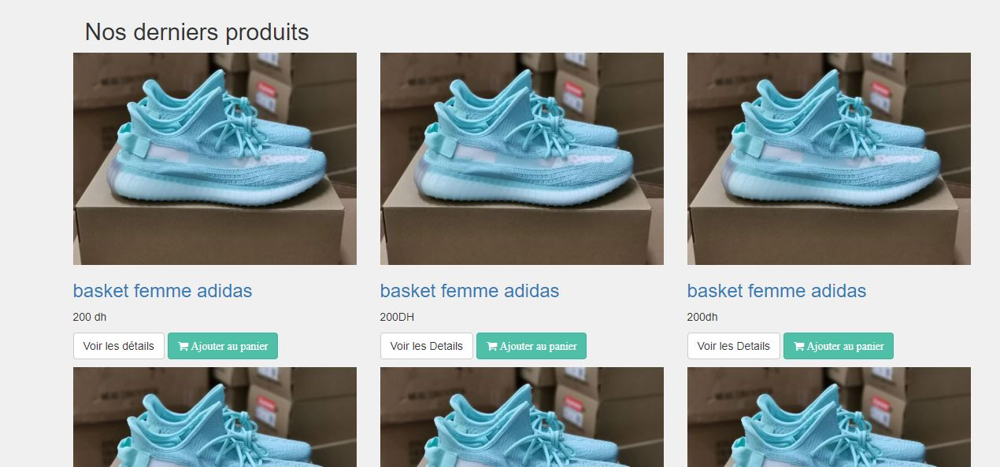 Nos derniers produits
basket femme adidas
basket femme adidas
basket femme adidas
200 dh
200DH
200dh
Voir les détails
Ajouter au panier
Voir les Details
Ajouter au panier
Voir les Details
Ajouter au panier